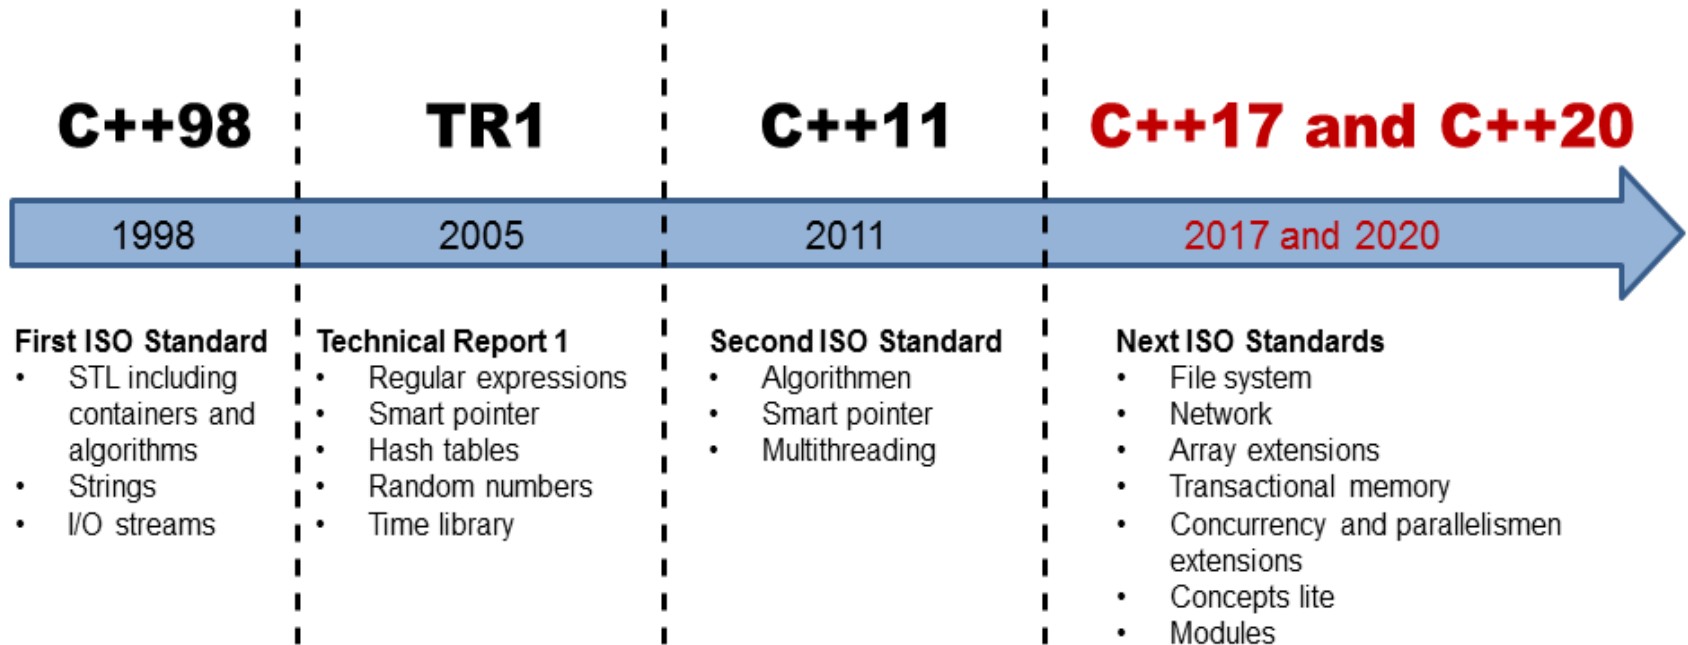 C++98
TR1
C++11
C++17 and C++20
1998
2005
2011
2017 and 2020
First ISO Standard
• STL including
containers and
algorithms
• Strings
• I/O streams
Technical Report 1
• Regular expressions
• Smart pointer
• Hash tables
• Random numbers
• Time library
Second ISO Standard
• Algorithmen
• Smart pointer
• Multithreading
Next ISO Standards
• File system
• Network
• Array extensions
• Transactional memory
• Concurrency and parallelismen
extensions
• Concepts lite
• Modules